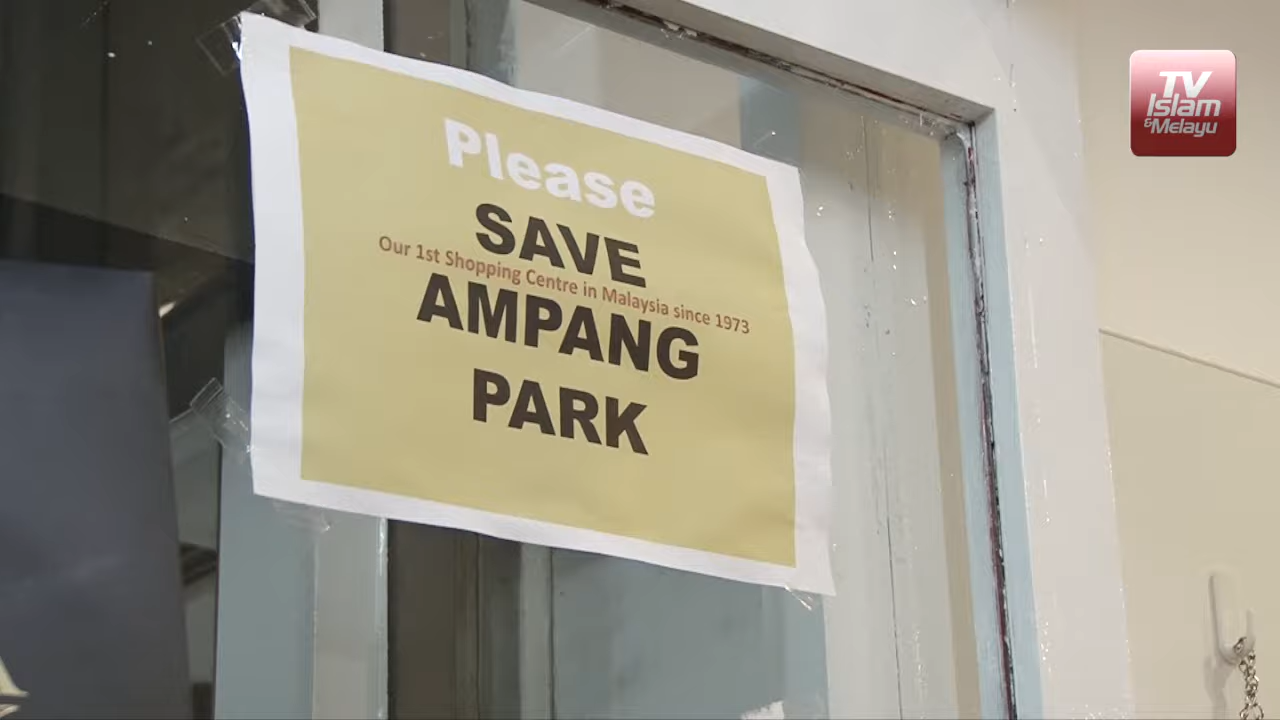 Please
SAVE
Our 1st Shopping Centre in Malaysia since 1973
AMPANG
PARK
TV
Islam
&Melayu